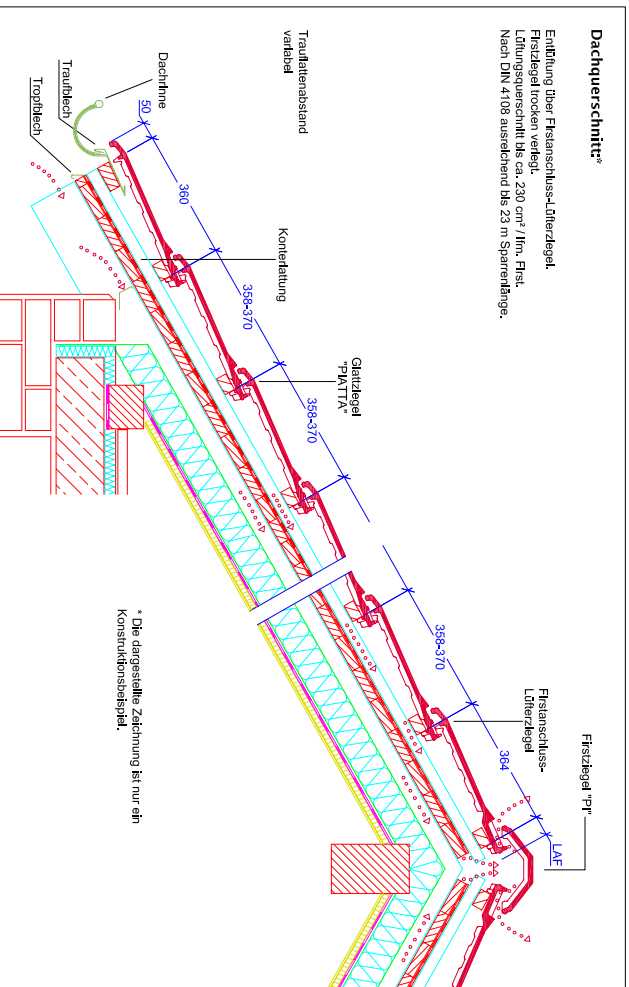 Dachquerschnitt:*
Entlüftung über Firstanschluss-Lüfterziegel.
Firstziegel trocken verlegt.
Lüftungsquerschnitt bis ca. 230 cm² / lfm. First.
Nach DIN 4108 ausreichend bis 23 m Sparrenlänge.
Trauflattenabstand
variabel
Dachrinne
Traufblech
Tropfblech
50
360
Konterlattung
358-370
Glattziegel
"PIATTA"
358-370
358-370
Firstanschluss-
Lüfterziegel
364
Firstziegel "PI"
LAF
* Die dargestellte Zeichnung ist nur ein
Konstruktionsbeispiel.